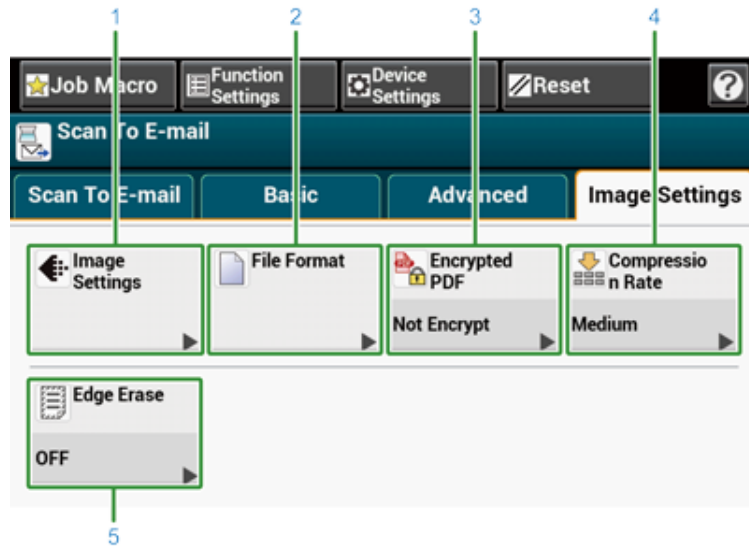 1 2 3 4
Job Macro Function Settings Device Settings Reset ?
Scan To E-mail
Scan To E-mail Basic Advanced Image Settings
Image
Settings
File Format
Encrypted
PDF
Not Encrypt
Compressio
n Rate
Medium
Edge Erase
OFF
5